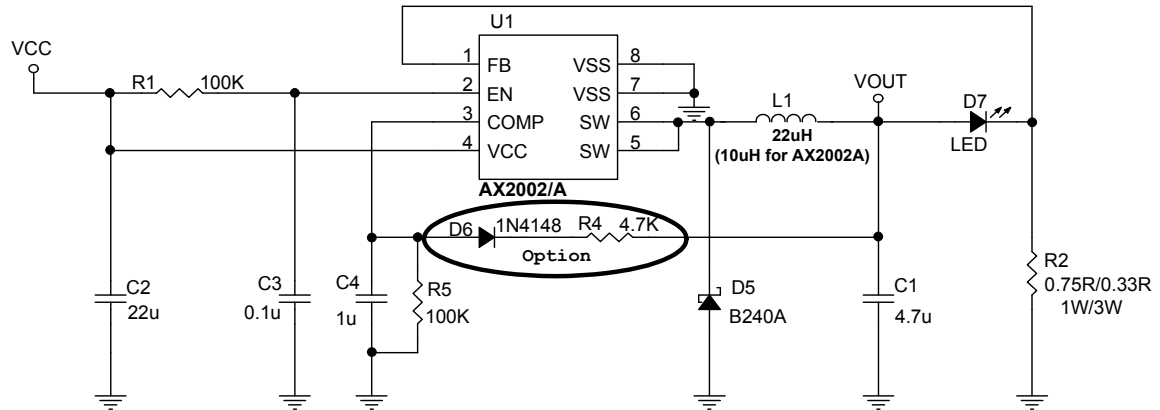 U1
VCC
R1
100K
1
FB
2
EN
3
COMP
4
VCC
VSS
8
VSS
7
SW
6
SW
5
AX2002/A
L1
22uH
(10uH for AX2002A)
VOUT
D7
LED
D6
1N4148
R4
4.7K
Option
C2
22u
C3
0.1u
C4
1u
R5
100K
D5
B240A
C1
4.7u
R2
0.75R/0.33R
1W/3W